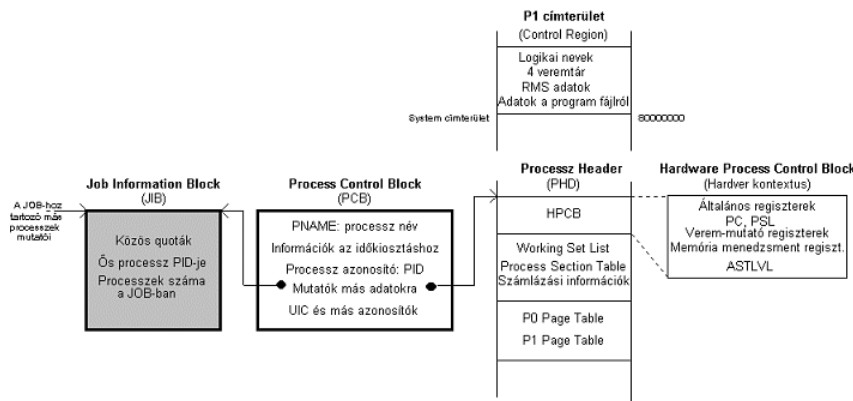 P1 címterület
(Control Region)
Logikai nevek
4 veremtár
RMS adatok
Adatok a program fájlról
System címterület
80000000
Job Information Block
(JIB)
A JOB-hoz
tartozó más
processzek
mutatói
Közös quoták
Ős processz PID-je
Processzek száma
a JOB-ban
Process Control Block
(PCB)
PNAME: processz név
Információk az időkiosztáshoz
Processz azonosító: PID
Mutatók más adatokra
UIC és más azonosítók
Processz Header
(PHD)
HPCB
Working Set List
Process Section Table
Számlázási információk
P0 Page Table
P1 Page Table
Hardware Process Control Block
(Hardver kontextus)
Általános regiszterek
PC, PSL
Verem-mutató regiszterek
Memória menedzsment regiszt.
ASTLVL